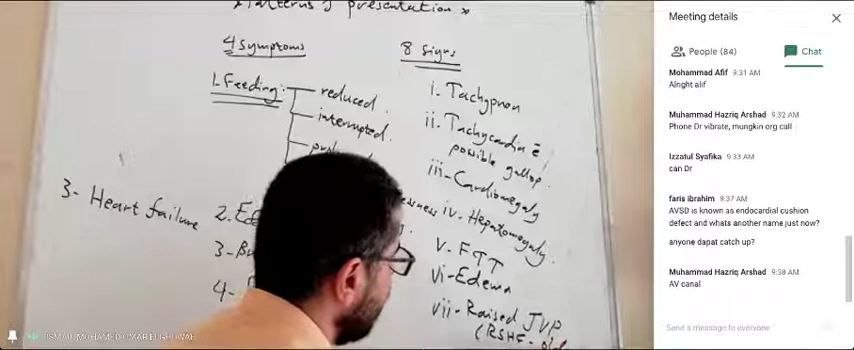 * Patterns of presentation *
4 symptoms
1. Feeding:
reduced.
interrupted.
3- Heart failure
8 signs
i. Tachypnea
ii. Tachycardia c̄
possible gallop.
iii- Cardiomegaly
iv- Hepatomegaly.
v- FTT
vi- Edema
vii- Raised JVP
(RSHF-
Meeting details
People (84)
Chat
Mohammad Afif 9:31 AM
Alright alif
Muhammad Hazriq Arshad 9:32 AM
Phone Dr vibrate, mungkin org call
Izzatul Syafika 9:33 AM
can Dr
faris ibrahim 9:37 AM
AVSD is known as endocardial cushion
defect and whats another name just now?
anyone dapat catch up?
Muhammad Hazriq Arshad 9:38 AM
AV canal
Send a message to everyone